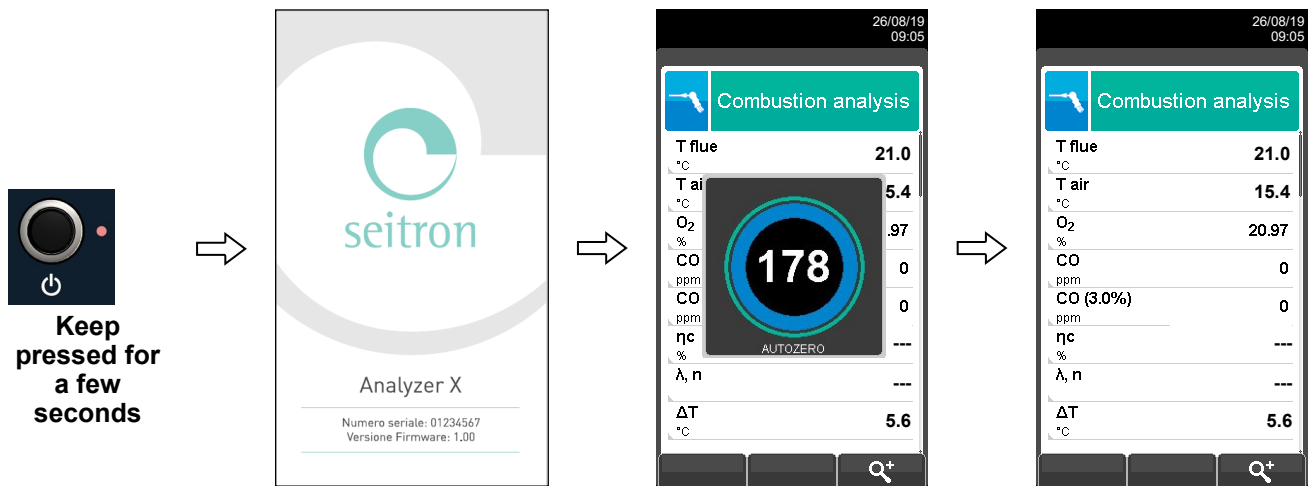 Keep
pressed for
a few
seconds
seitron
Analyzer X
Numero seriale: 01234567
Versione Firmware: 1.00
26/08/19
09:05
Combustion analysis
T flue
°C
21.0
T ai
°C
5.4
O2
%
.97
CO
ppm
0
CO
ppm
0
ηc
%
---
λ, n
---
ΔT
°C
5.6
178
AUTOZERO
26/08/19
09:05
Combustion analysis
T flue
°C
21.0
T air
°C
15.4
O2
%
20.97
CO
ppm
0
CO (3.0%)
ppm
0
ηc
%
---
λ, n
---
ΔT
°C
5.6